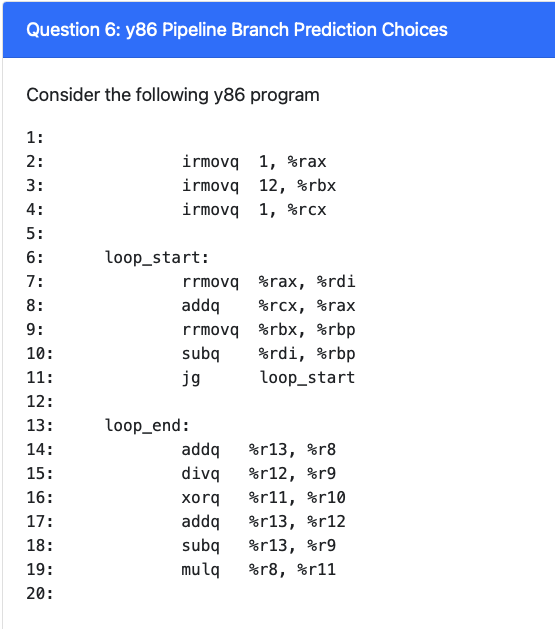 Question 6: y86 Pipeline Branch Prediction Choices
Consider the following y86 program
1:
2:              irmovq  1, %rax
3:              irmovq  12, %rbx
4:              irmovq  1, %rcx
5:
6:      loop_start:
7:              rrmovq  %rax, %rdi
8:              addq    %rcx, %rax
9:              rrmovq  %rbx, %rbp
10:             subq    %rdi, %rbp
11:             jg      loop_start
12:
13:     loop_end:
14:             addq   %r13, %r8
15:             divq   %r12, %r9
16:             xorq   %r11, %r10
17:             addq   %r13, %r12
18:             subq   %r13, %r9
19:             mulq   %r8, %r11
20: